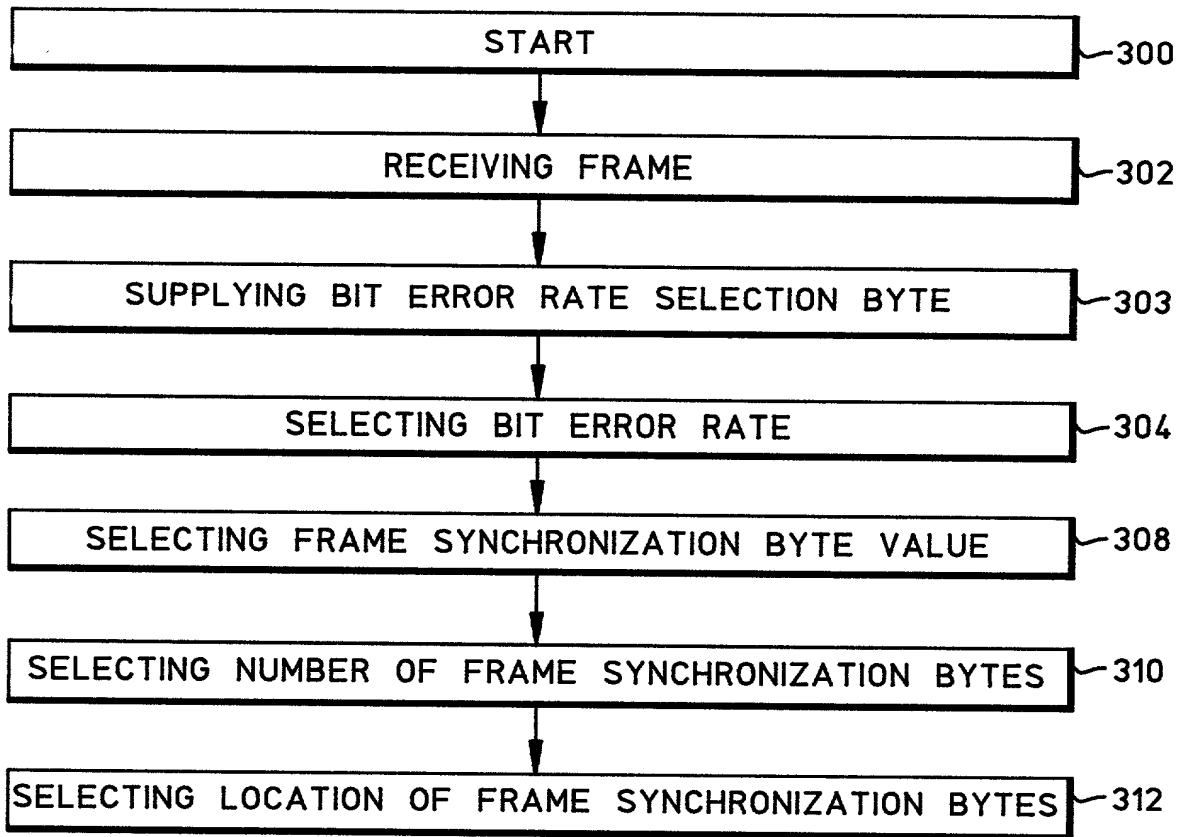 START
300
RECEIVING FRAME
302
SUPPLYING BIT ERROR RATE SELECTION BYTE
303
SELECTING BIT ERROR RATE
304
SELECTING FRAME SYNCHRONIZATION BYTE VALUE
308
SELECTING NUMBER OF FRAME SYNCHRONIZATION BYTES
310
SELECTING LOCATION OF FRAME SYNCHRONIZATION BYTES
312